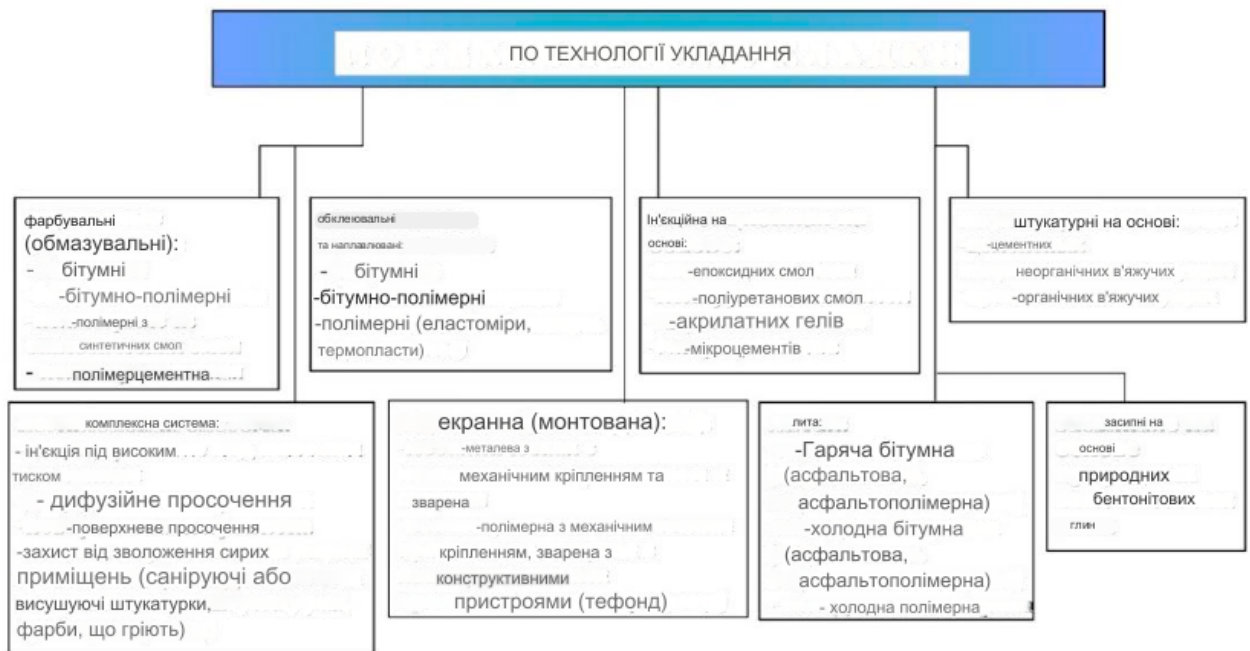 ПО ТЕХНОЛОГІЇ УКЛАДАННЯ
фарбувальні
(обмазувальні):
- бітумні
-бітумно-полімерні
-полімерні з
синтетичних смол
- полімерцементна
обклеювальні
та наплавлювані:
- бітумні
-бітумно-полімерні
-полімерні (еластоміри,
термопласти)
Ін'єкційна на
основі:
-епоксидних смол
-поліуретанових смол
-акрилатних гелів
-мікроцементів
штукатурні на основі:
-цементних
неорганічних в'яжучих
-органічних в'яжучих
комплексна система:
- ін'єкція під високим
тиском
- дифузійне просочення
-поверхневе просочення
-захист від зволоження сирих
приміщень (саніруючі або
висушуючі штукатурки,
фарби, що гріють)
екранна (монтована):
-металева з
механічним кріпленням та
зварена
-полімерна з механічним
кріпленням, зварена з
конструктивними
пристроями (тефонд)
лита:
-Гаряча бітумна
(асфальтова,
асфальтополімерна)
-холодна бітумна
(асфальтова,
асфальтополімерна)
- холодна полімерна
засипні на
основі
природних
бентонітових
глин